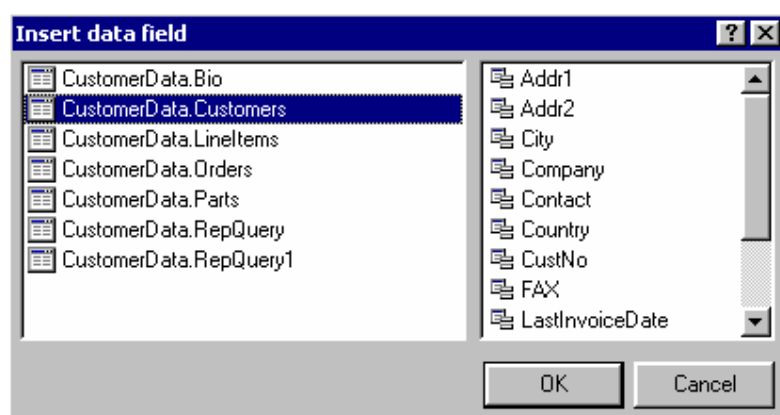 Insert data field
CustomerData.Bio
CustomerData.Customers
CustomerData.LineItems
CustomerData.Orders
CustomerData.Parts
CustomerData.RepQuery
CustomerData.RepQuery1
Addr1
Addr2
City
Company
Contact
Country
CustNo
FAX
LastInvoiceDate
OK
Cancel